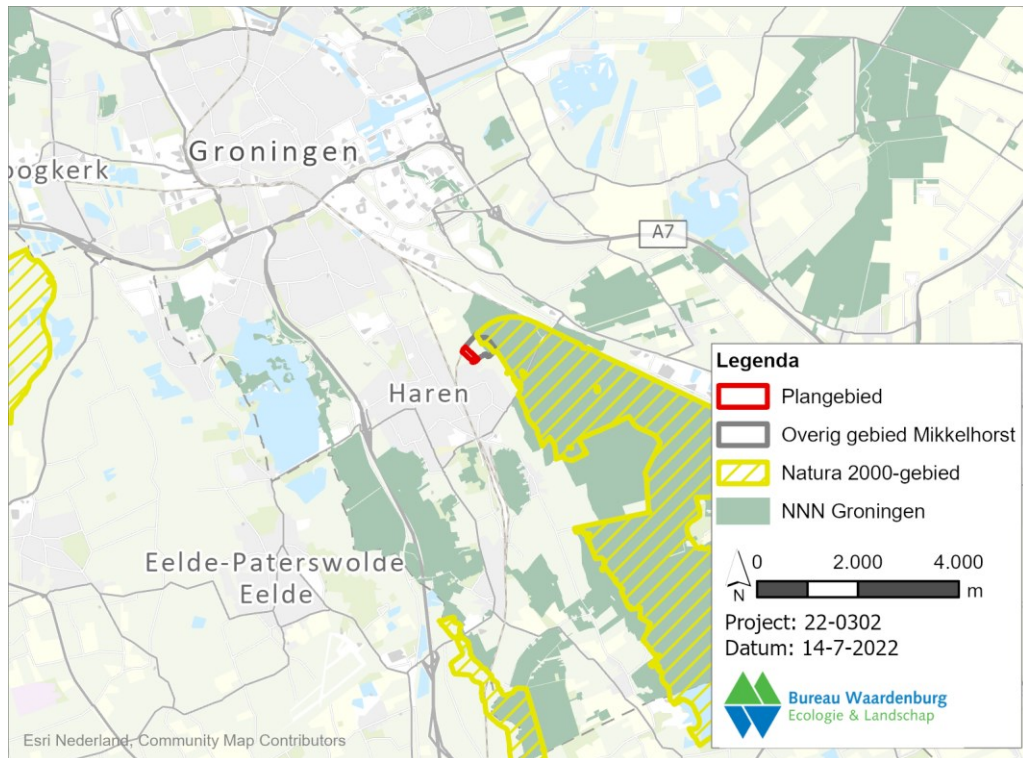 Groningen
oogkerk
A7
Haren
Eelde-Paterswolde
Eelde
Legenda
Plangebied
Overig gebied Mikkelhorst
Natura 2000-gebied
NNN Groningen
0 2.000 4.000
m
N
Project: 22-0302
Datum: 14-7-2022
Bureau Waardenburg
Ecologie & Landschap
Esri Nederland, Community Map Contributors